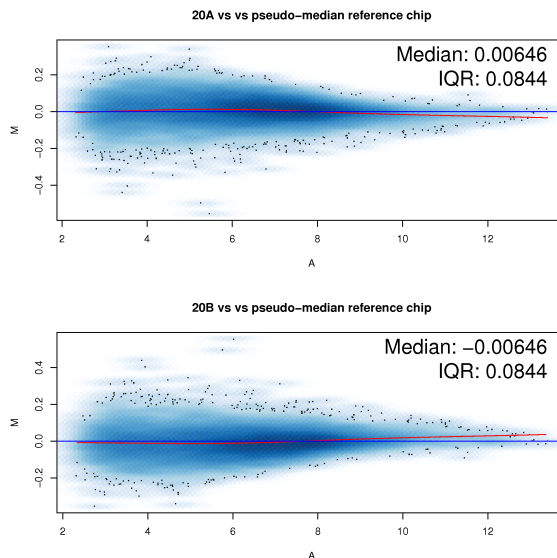 20A vs vs pseudo−median reference chip
Median: 0.00646
IQR: 0.0844
0.2
0.0
−0.2
−0.4
M
2 4 6 8 10 12
A
20B vs vs pseudo−median reference chip
Median: −0.00646
IQR: 0.0844
0.4
0.2
0.0
−0.2
M
2 4 6 8 10 12
A